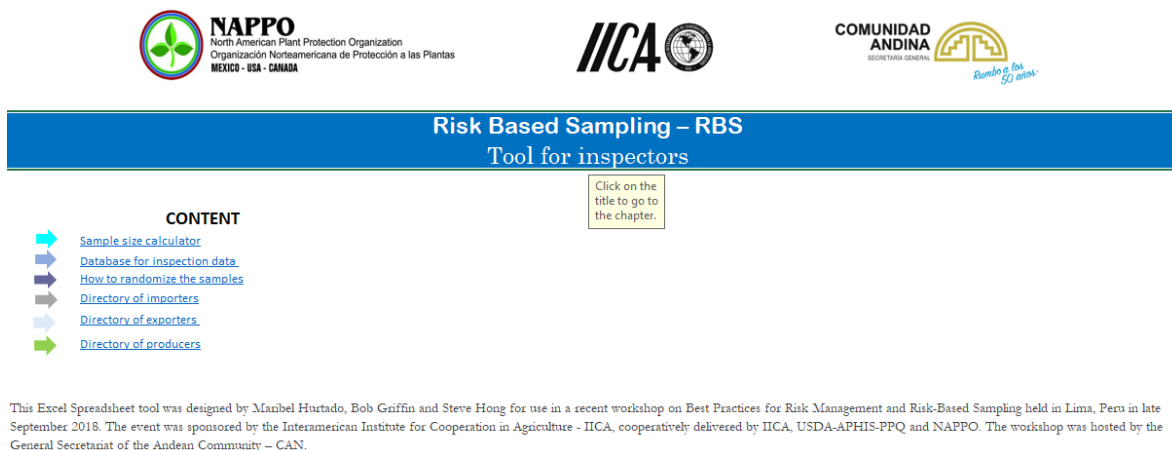 NAPPO
North American Plant Protection Organization
Organización Norteamericana de Protección a las Plantas
MEXICO - USA - CANADA
IICA
COMUNIDAD
ANDINA
SECRETARÍA GENERAL
Rumbo a los
50 años.
Risk Based Sampling – RBS
Tool for inspectors
Click on the
title to go to
the chapter.
CONTENT
Sample size calculator
Database for inspection data
How to randomize the samples
Directory of importers
Directory of exporters
Directory of producers
This Excel Spreadsheet tool was designed by Maribel Hurtado, Bob Griffin and Steve Hong for use in a recent workshop on Best Practices for Risk Management and Risk-Based Sampling held in Lima, Peru in late
September 2018. The event was sponsored by the Interamerican Institute for Cooperation in Agriculture - IICA, cooperatively delivered by IICA, USDA-APHIS-PPQ and NAPPO. The workshop was hosted by the
General Secretariat of the Andean Community – CAN.